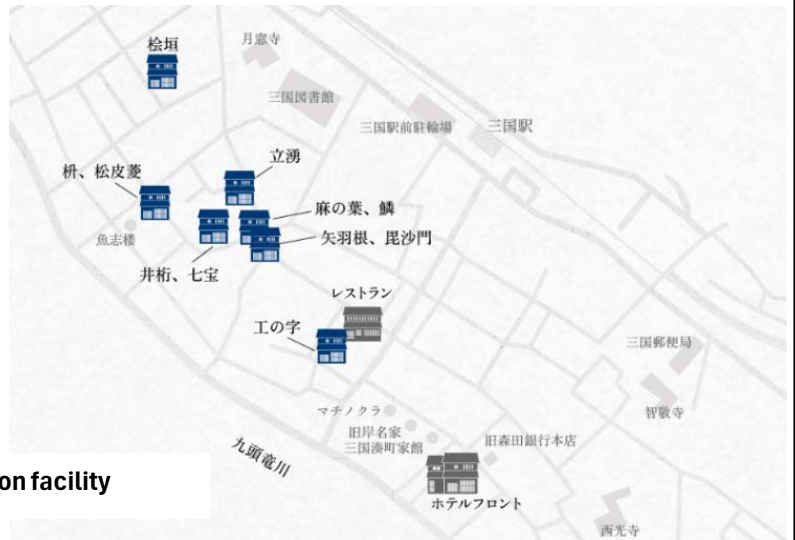 桧垣
月窓寺
三国図書館
三国駅前駐輪場
三国駅
立湧
枡、松皮菱
麻の葉、鱗
魚志楼
矢羽根、毘沙門
井桁、七宝
レストラン
工の字
三国郵便局
智敬寺
マチノクラ
旧岸名家
三国湊町家館
旧森田銀行本店
九頭竜川
on facility
ホテルフロント
西光寺